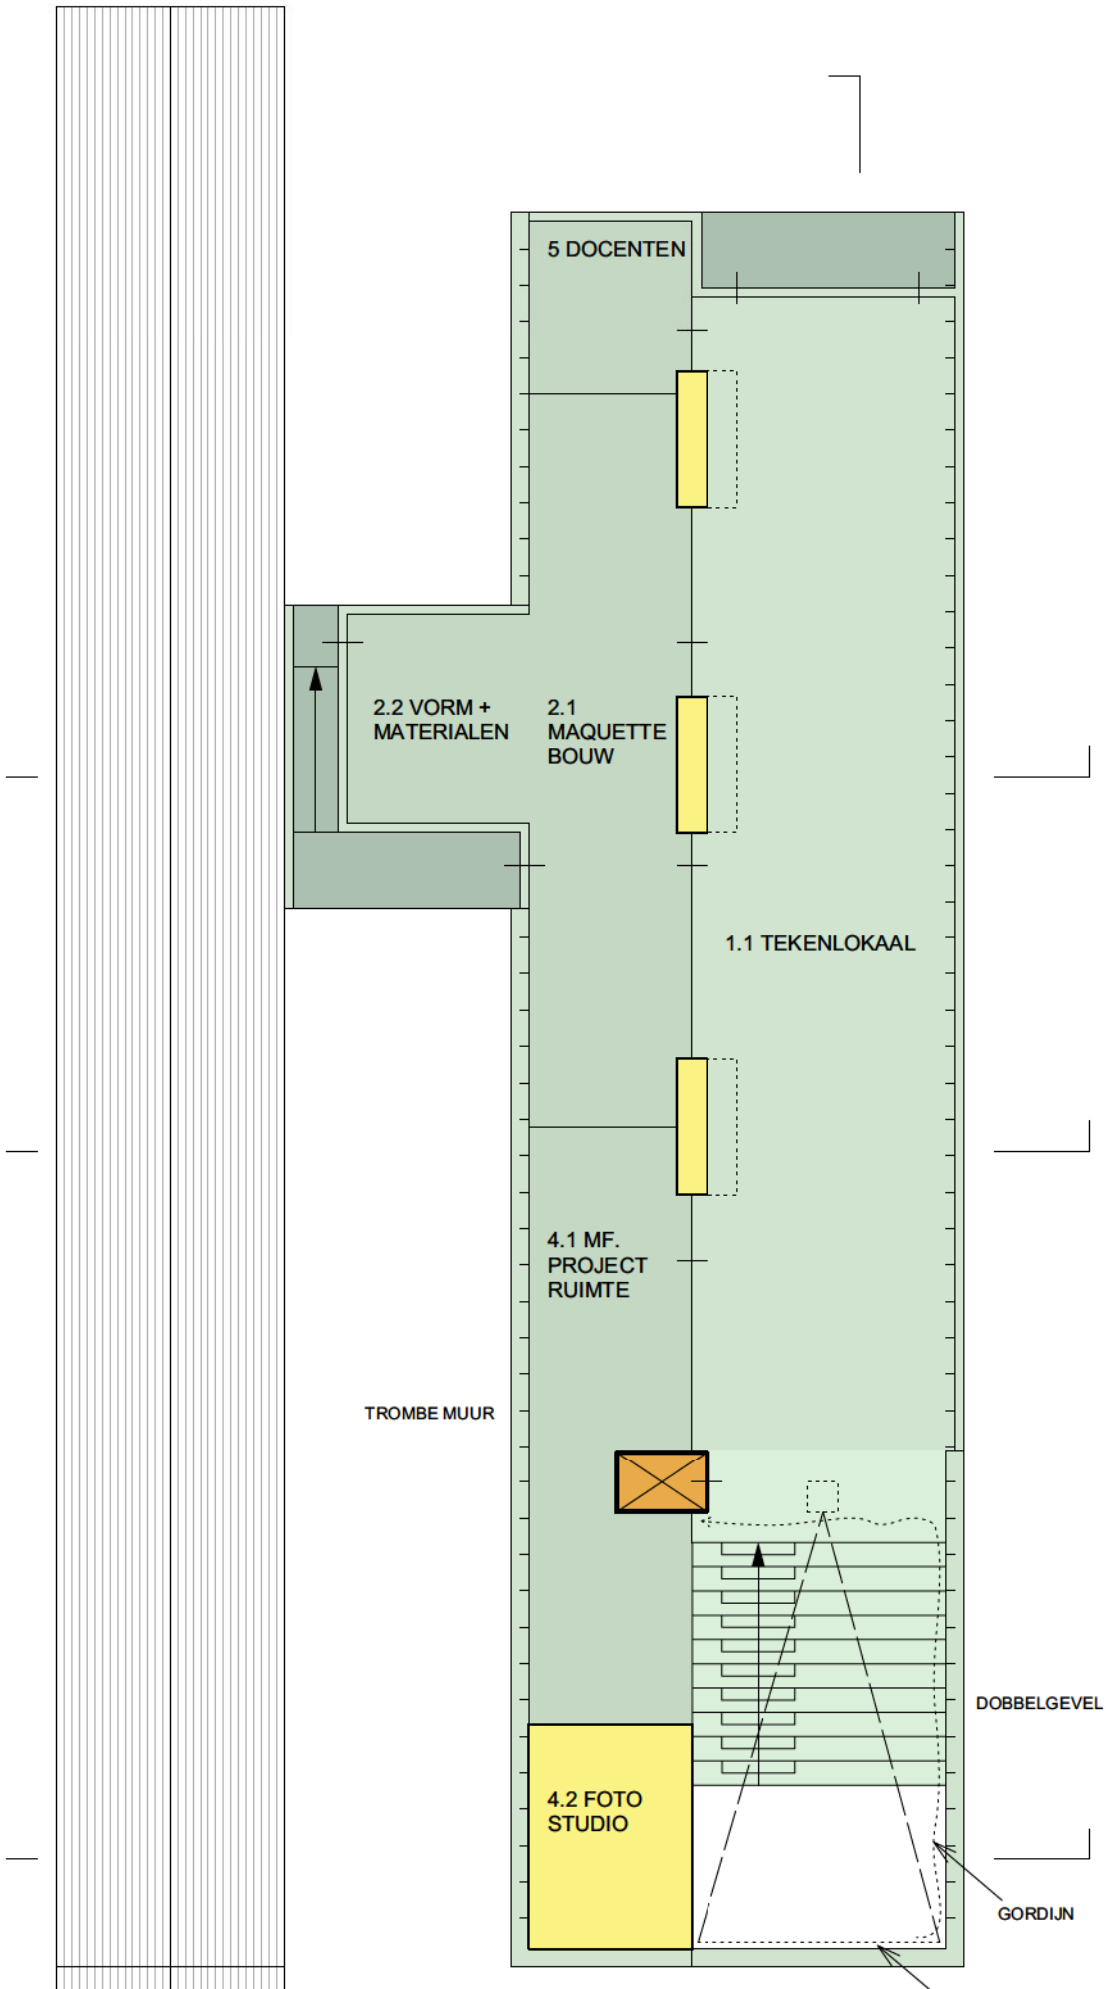 5 DOCENTEN
2.2 VORM +
MATERIALEN
2.1
MAQUETTE
BOUW
1.1 TEKENLOKAAL
4.1 MF.
PROJECT
RUIMTE
TROMBE MUUR
DOBBELGEVEL
4.2 FOTO
STUDIO
GORDIJN